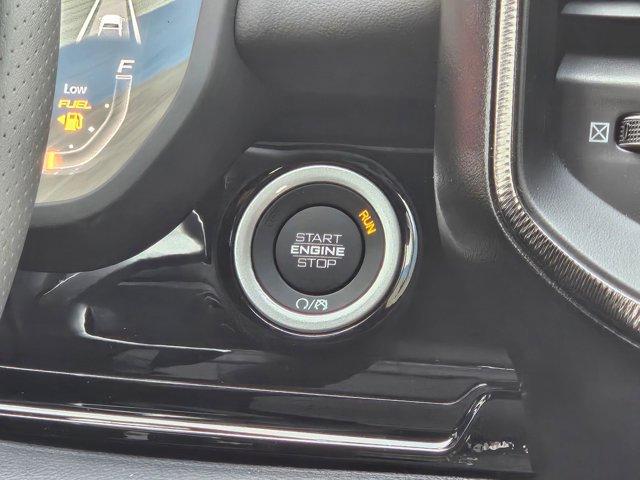 F
Low
FUEL
RUN
START
ENGINE
STOP